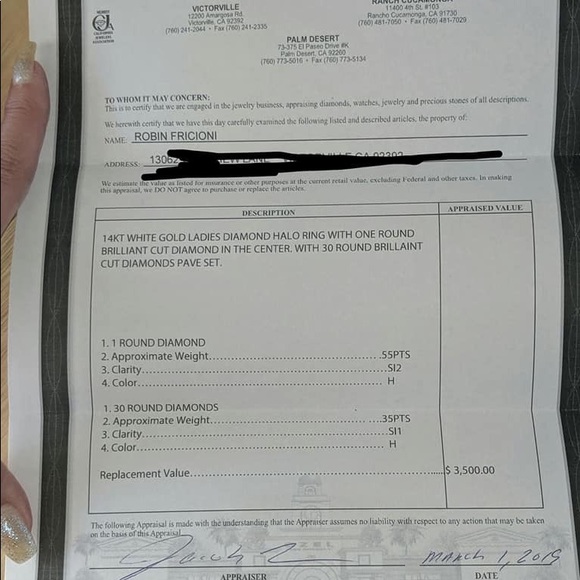 MEMBER
CALIFORNIA
JEWELERS
ASSOCIATION
VICTORVILLE
12200 Amargosa Rd.
Victorville, CA 92392
(760) 241-2044 • Fax (760) 241-2335
RANCH CUCAMONGA
11400 4th St. #103
Rancho Cucamonga, CA 91730
(760) 481-7050 • Fax (760) 481-7029
PALM DESERT
73-375 El Paseo Drive #K
Palm Desert, CA 92260
(760) 773-5016 • Fax (760) 773-5134
TO WHOM IT MAY CONCERN:
This is to certify that we are engaged in the jewelry business, appraising diamonds, watches, jewelry and precious stones of all descriptions.
We herewith certify that we have this day carefully examined the following listed and described articles, the property of:
NAME: ROBIN FRICIONI
ADDRESS: 13062 CA 92392
We estimate the value as listed for insurance or other purposes at the current retail value, excluding Federal and other taxes. In making
this appraisal, we DO NOT agree to purchase or replace the articles.
DESCRIPTION APPRAISED VALUE
14KT WHITE GOLD LADIES DIAMOND HALO RING WITH ONE ROUND
BRILLIANT CUT DIAMOND IN THE CENTER. WITH 30 ROUND BRILLAINT
CUT DIAMONDS PAVE SET.
1. 1 ROUND DIAMOND
2. Approximate Weight....................................55PTS
3. Clarity....................................SI2
4. Color....................................H
1. 30 ROUND DIAMONDS
2. Approximate Weight....................................35PTS
3. Clarity....................................SI1
4. Color....................................H
Replacement Value....................................$ 3,500.00
The following Appraisal is made with the understanding that the Appraiser assumes no liability with respect to any action that may be taken
on the basis of this Appraisal.
MARCH 1, 2019
APPRAISER DATE